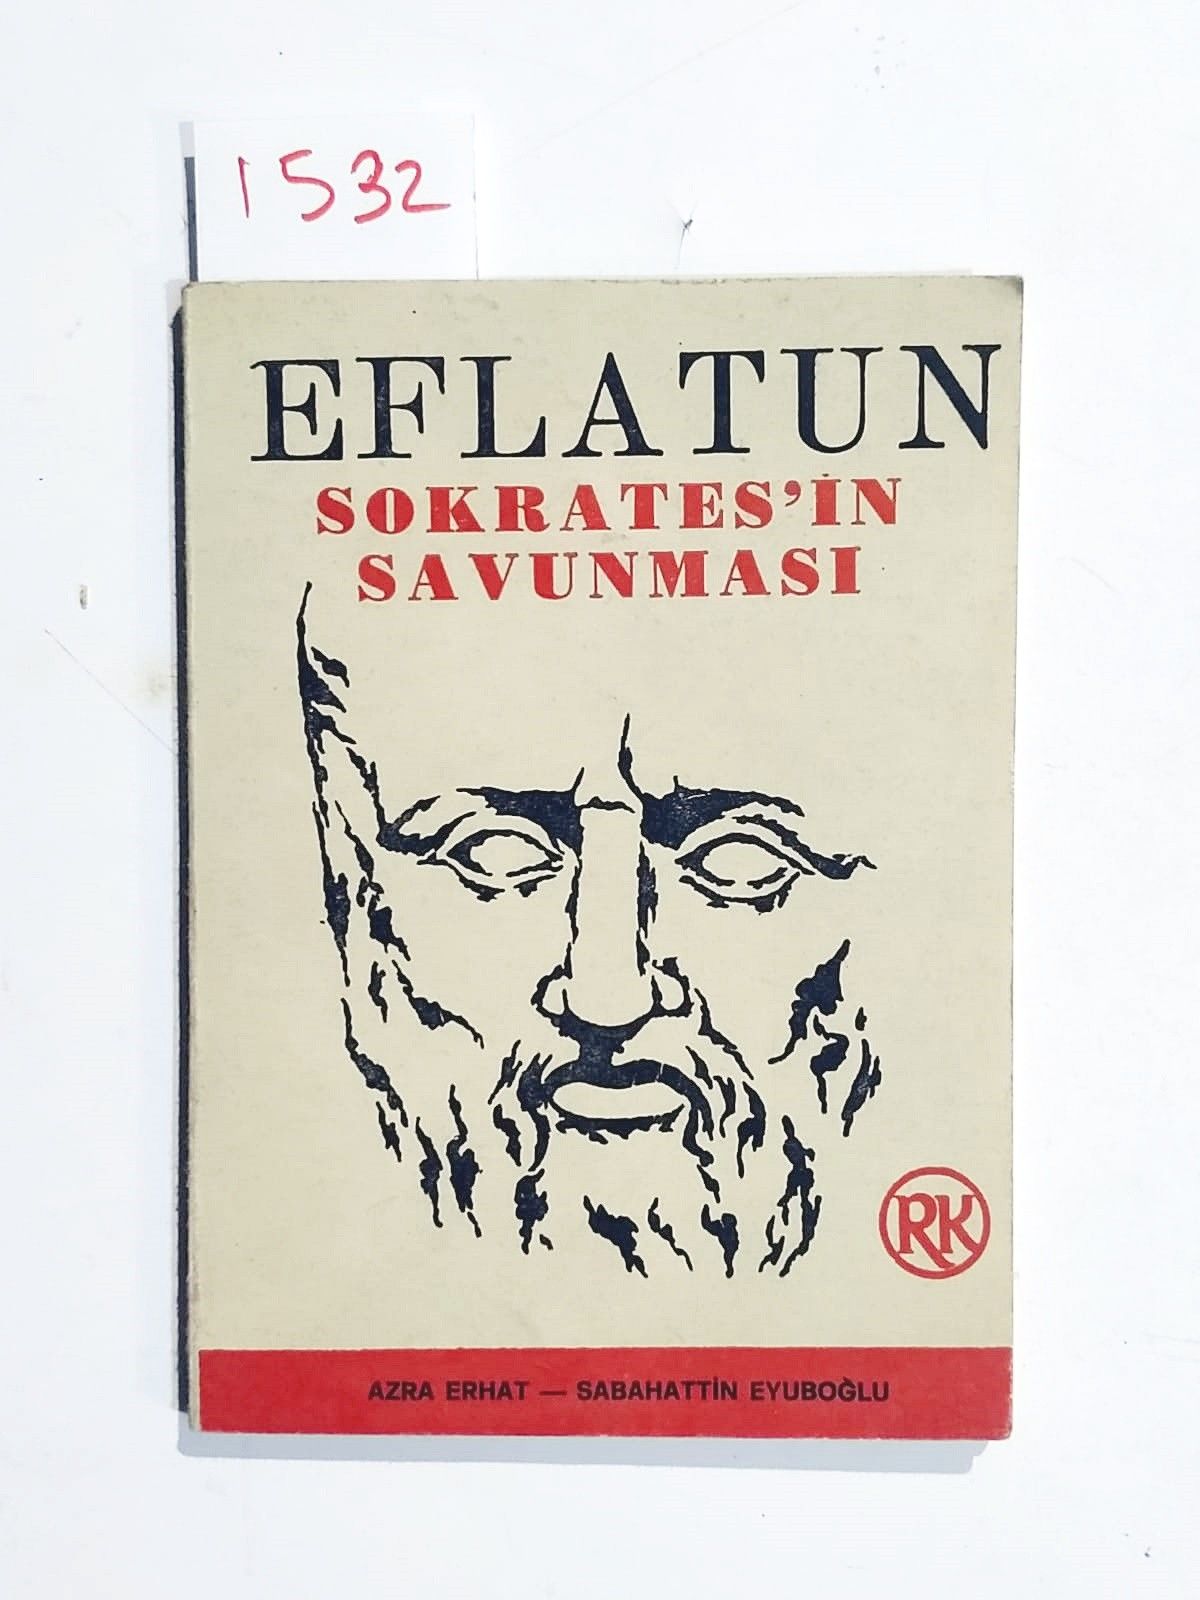 1532
EFLATUN
SOKRATES'İN
SAVUNMASI
RK
AZRA ERHAT — SABAHATTİN EYUBOĞLU